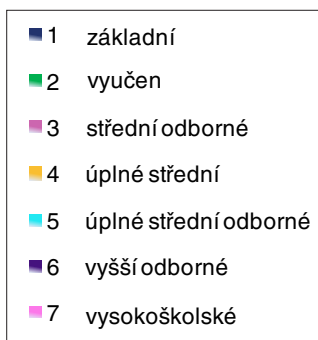 1 základní
2 vyučen
3 střední odborné
4 úplné střední
5 úplné střední odborné
6 vyšší odborné
7 vysokoškolské